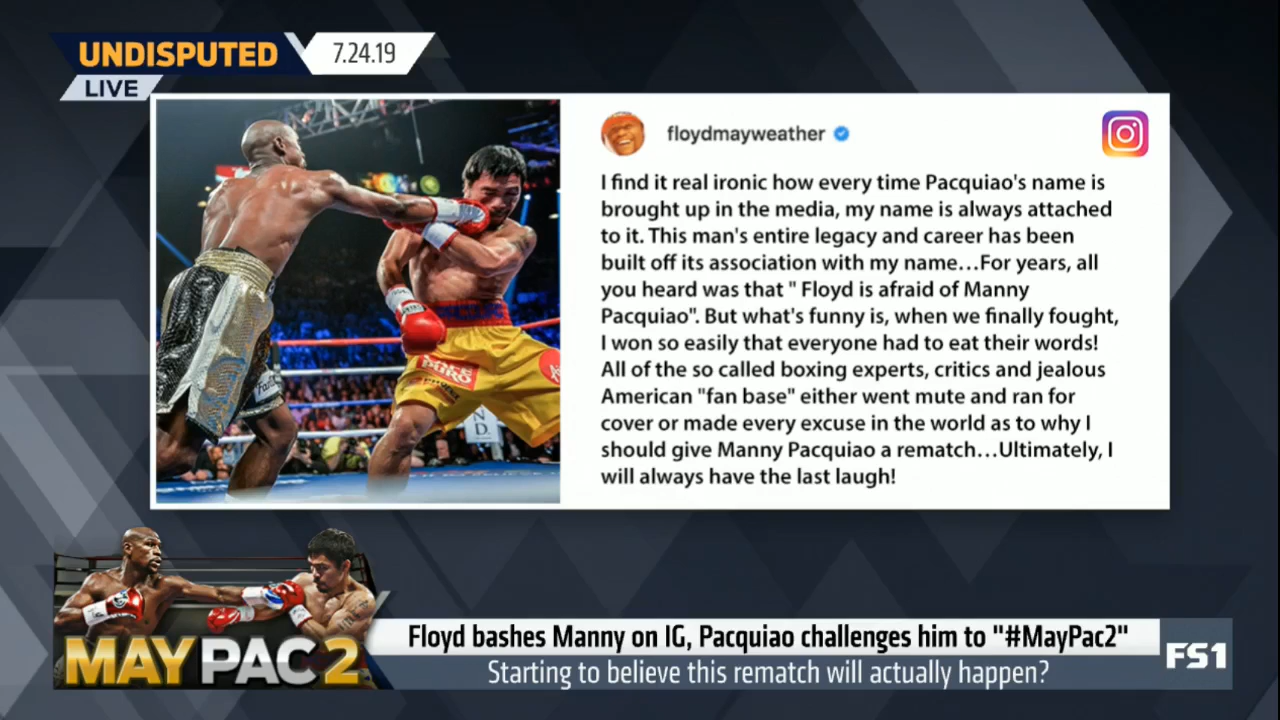 UNDISPUTED
7.24.19
LIVE
floydmayweather
I find it real ironic how every time Pacquiao's name is
brought up in the media, my name is always attached
to it. This man's entire legacy and career has been
built off its association with my name...For years, all
you heard was that " Floyd is afraid of Manny
Pacquiao". But what's funny is, when we finally fought,
I won so easily that everyone had to eat their words!
All of the so called boxing experts, critics and jealous
American "fan base" either went mute and ran for
cover or made every excuse in the world as to why I
should give Manny Pacquiao a rematch...Ultimately, I
will always have the last laugh!
MAY PAC 2
Floyd bashes Manny on IG, Pacquiao challenges him to "#MayPac2"
Starting to believe this rematch will actually happen?
FS1